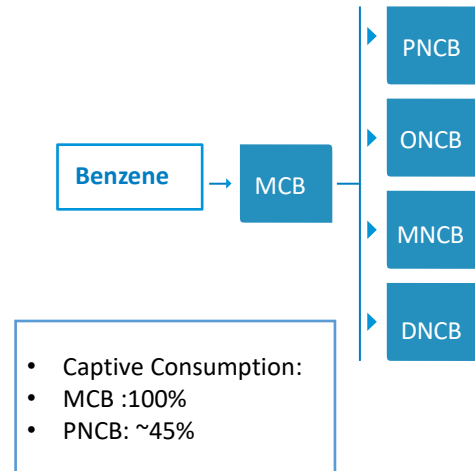 PNCB
ONCB
Benzene
MCB
MNCB
DNCB
• Captive Consumption:
• MCB :100%
• PNCB: ~45%